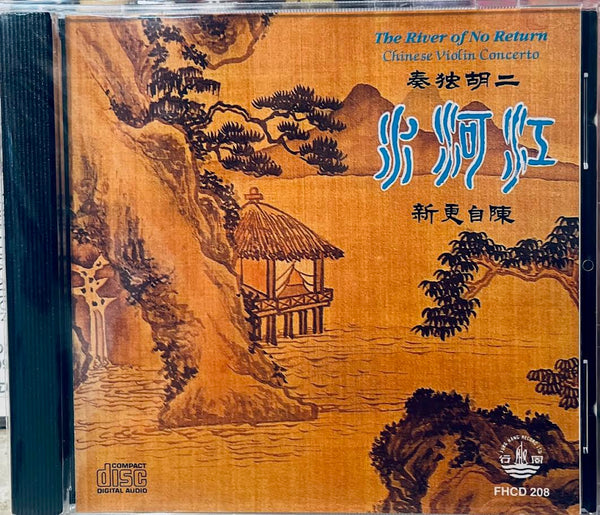 The River of No Return
Chinese Violin Concerto
二胡独奏
江河水
陳自更新
COMPACT
disc
DIGITAL AUDIO
FHCD 208